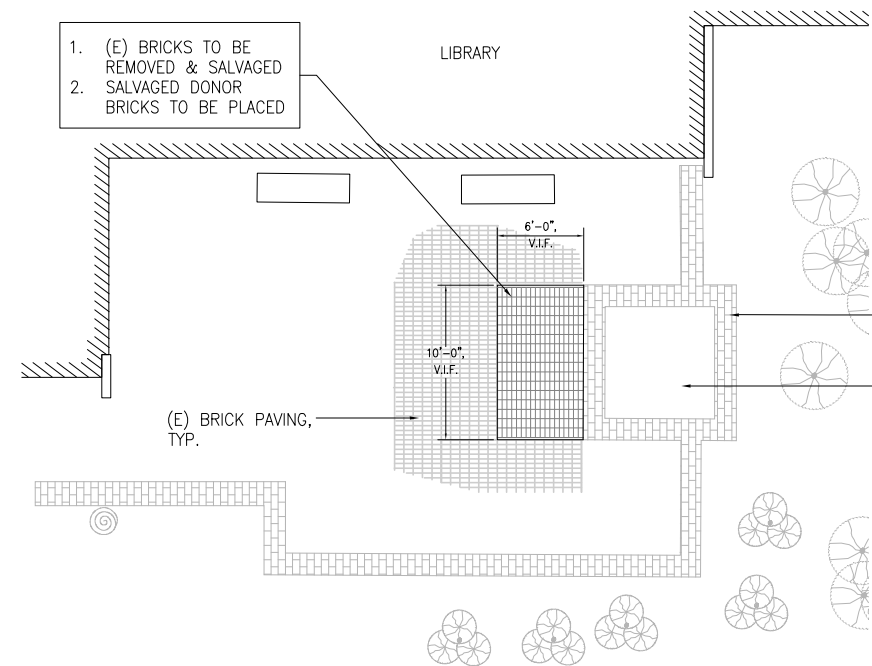 1. (E) BRICKS TO BE
REMOVED & SALVAGED
2. SALVAGED DONOR
BRICKS TO BE PLACED
LIBRARY
6'-0",
V.I.F.
10'-0",
V.I.F.
(E) BRICK PAVING,
TYP.